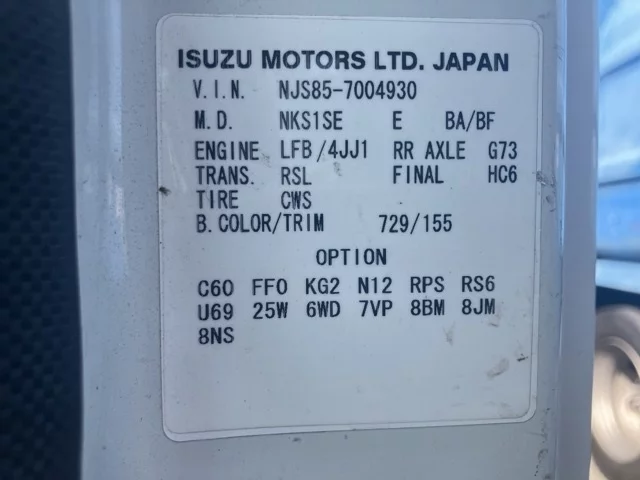 ISUZU MOTORS LTD. JAPAN
V.I.N. NJS85-7004930
M.D. NKS1SE E BA/BF
ENGINE LFB/4JJ1 RR AXLE G73
TRANS. RSL FINAL HC6
TIRE CWS
B.COLOR/TRIM 729/155
OPTION
C60 FF0 KG2 N12 RPS RS6
U69 25W 6WD 7VP 8BM 8JM
8NS